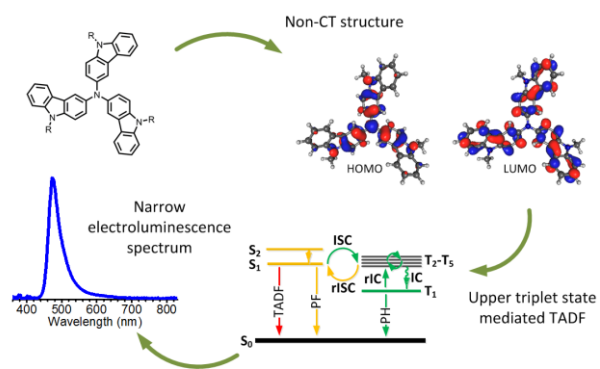 Non-CT structure
R
N
N
N
R
N
R
HOMO
LUMO
Narrow
electroluminescence
spectrum
400 500 600 700 800
Wavelength (nm)
S2
S1
ISC
rISC
rIC
IC
T2-T5
T1
TADF
PF
PH
S0
Upper triplet state
mediated TADF